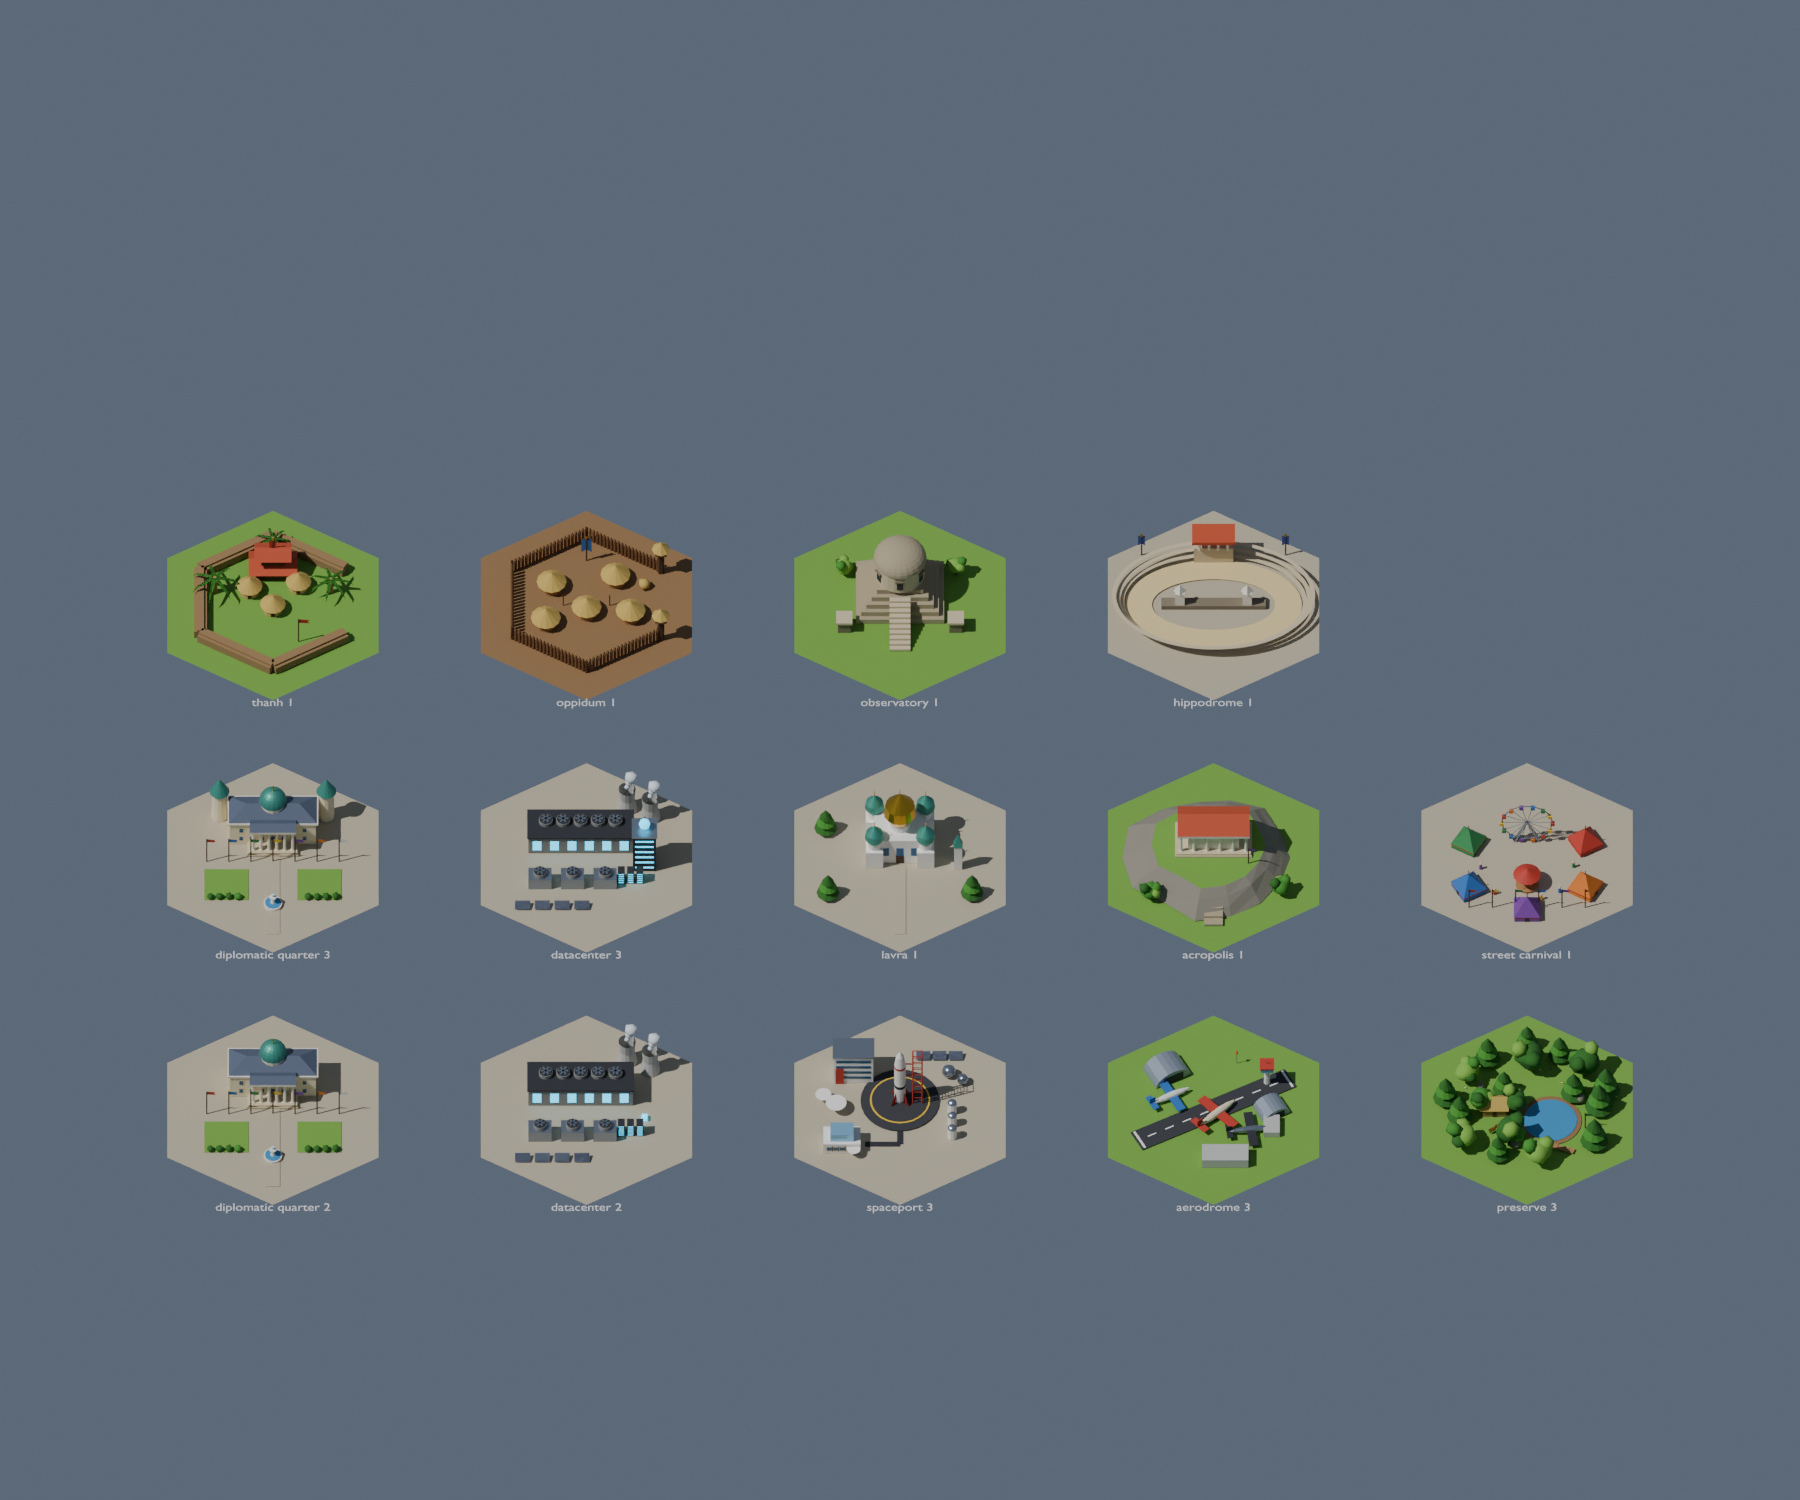 thanh 1
oppidum 1
observatory 1
hippodrome 1
diplomatic quarter 3
datacenter 3
lavra 1
acropolis 1
street carnival 1
diplomatic quarter 2
datacenter 2
spaceport 3
aerodrome 3
preserve 3